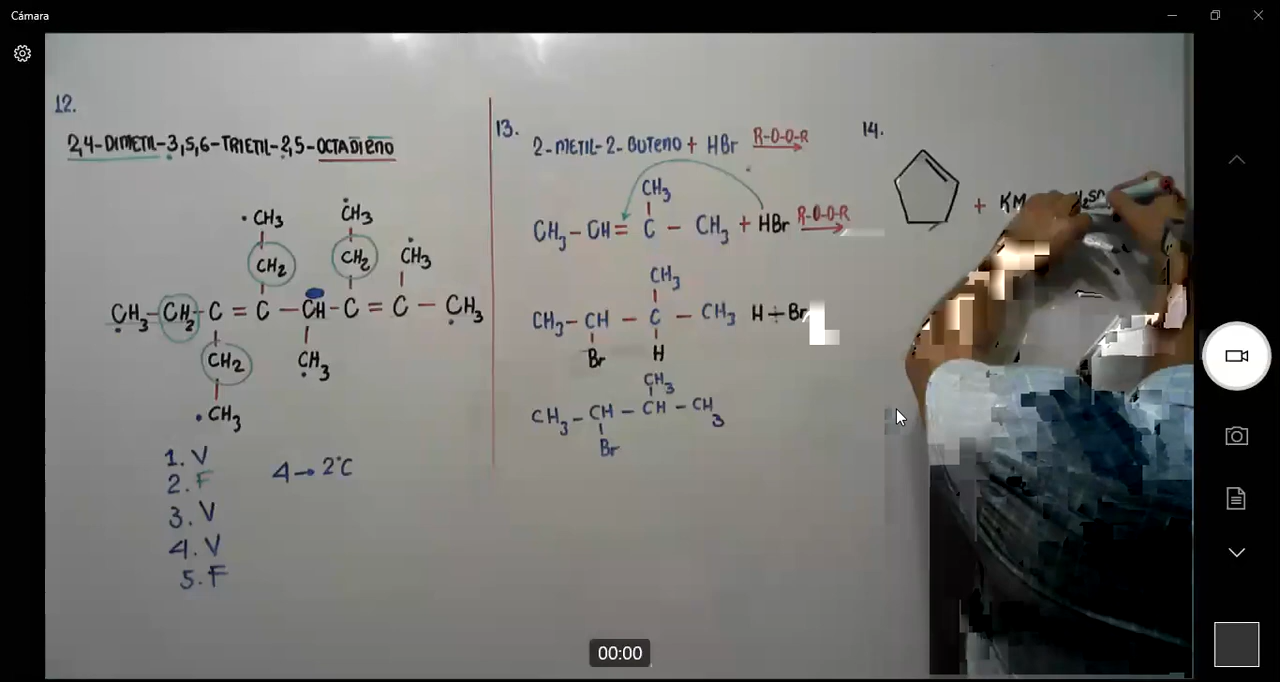 Cámara
12.
2,4-DIMETIL-3,5,6-TRIETIL-2,5-OCTADIENO
CH3 CH3
CH2 CH2 CH3
CH3-CH2-C=C-CH-C=C-CH3
CH2 CH3
CH3
1. V
2. F
3. V
4. V
5. F
4→2°C
13.
2-METIL-2-BUTENO + HBr R-O-O-R
CH3
CH3-CH=C-CH3 + HBr R-O-O-R
CH3
CH3-CH-C-CH3 H÷Br
Br H
CH3
CH3-CH-CH-CH3
Br
14.
+ KM
00:00